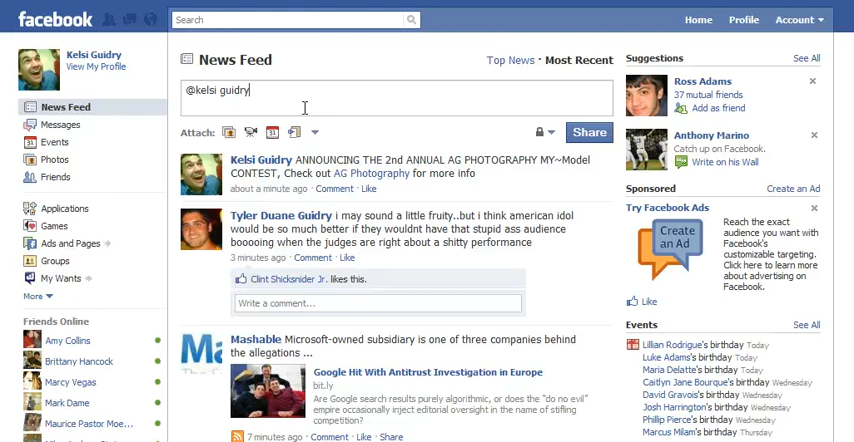 facebook
Search
Home Profile Account
Kelsi Guidry
View My Profile
News Feed
Messages
Events
Photos
Friends
Applications
Games
Ads and Pages
Groups
My Wants
More
Friends Online
Amy Collins
Brittany Hancock
Marcy Vegas
Mark Dame
Maurice Pastor Moe...
News Feed
Top News · Most Recent
@kelsi guidry
Attach:
31
Share
Kelsi Guidry ANNOUNCING THE 2nd ANNUAL AG PHOTOGRAPHY MY~Model
CONTEST, Check out AG Photography for more info
about a minute ago · Comment · Like
Tyler Duane Guidry i may sound a little fruity..but i think american idol
would be so much better if they wouldnt have that stupid ass audience
booooing when the judges are right about a shitty performance
3 minutes ago · Comment · Like
Clint Shicksnider Jr. likes this.
Write a comment...
Mashable Microsoft-owned subsidiary is one of three companies behind
the allegations ...
Google Hit With Antitrust Investigation in Europe
bit.ly
Are Google search results purely algorithmic, or does the "do no evil"
empire occasionally inject editorial oversight in the name of stifling
competition?
7 minutes ago · Comment · Like · Share
Suggestions
See All
Ross Adams
37 mutual friends
Add as friend
Anthony Marino
Catch up on Facebook.
Write on his Wall
Sponsored
Create an Ad
Try Facebook Ads
Create
an Ad
Reach the exact
audience you want with
Facebook's
customizable targeting.
Click here to learn more
about advertising on
Facebook.
Like
Events
See All
Lillian Rodrigue's birthday Today
Luke Adams's birthday Today
Maria Delatte's birthday Today
Caitlyn Jane Bourque's birthday Wednesday
David Gravois's birthday Wednesday
Josh Harrington's birthday Wednesday
Phillip Pierce's birthday Wednesday
Marcus Milam's birthday Thursday